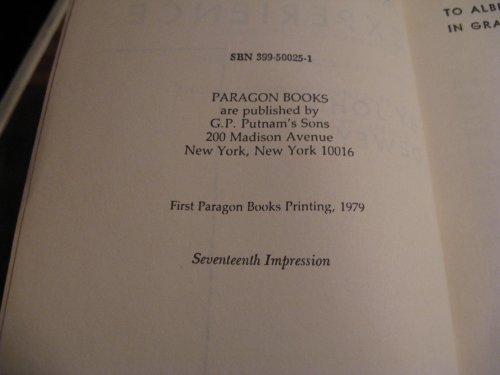 SBN 399-50025-1
PARAGON BOOKS
are published by
G.P. Putnam's Sons
200 Madison Avenue
New York, New York 10016
First Paragon Books Printing, 1979
Seventeenth Impression
TO ALB
IN GRA